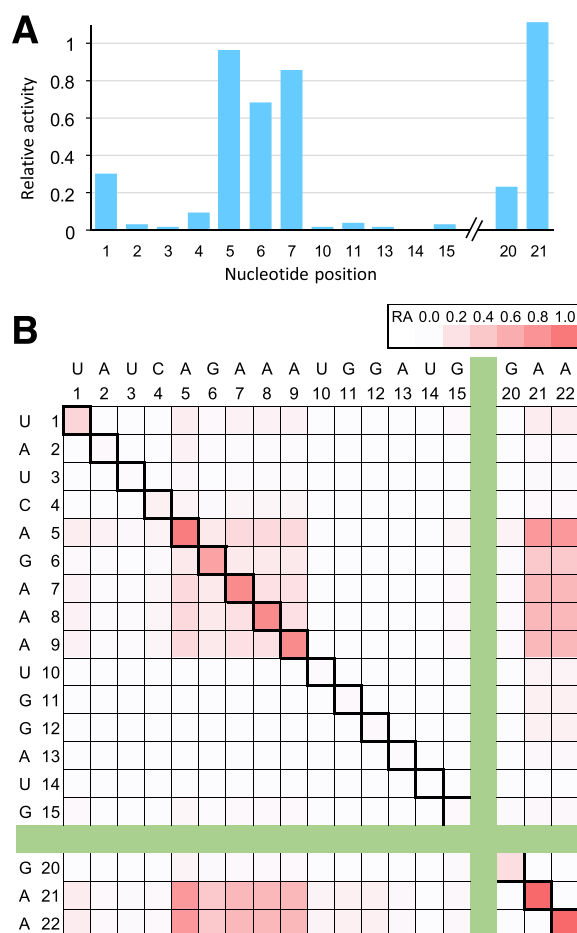 A
Relative activity
1
0.8
0.6
0.4
0.2
0
1 2 3 4 5 6 7 10 11 13 14 15 20 21
Nucleotide position
B
RA 0.0 0.2 0.4 0.6 0.8 1.0
U A U C A G A A A U G G A U G G A A
1 2 3 4 5 6 7 8 9 10 11 12 13 14 15 20 21 22
U 1
A 2
U 3
C 4
A 5
G 6
A 7
A 8
A 9
U 10
G 11
G 12
A 13
U 14
G 15
G 20
A 21
A 22